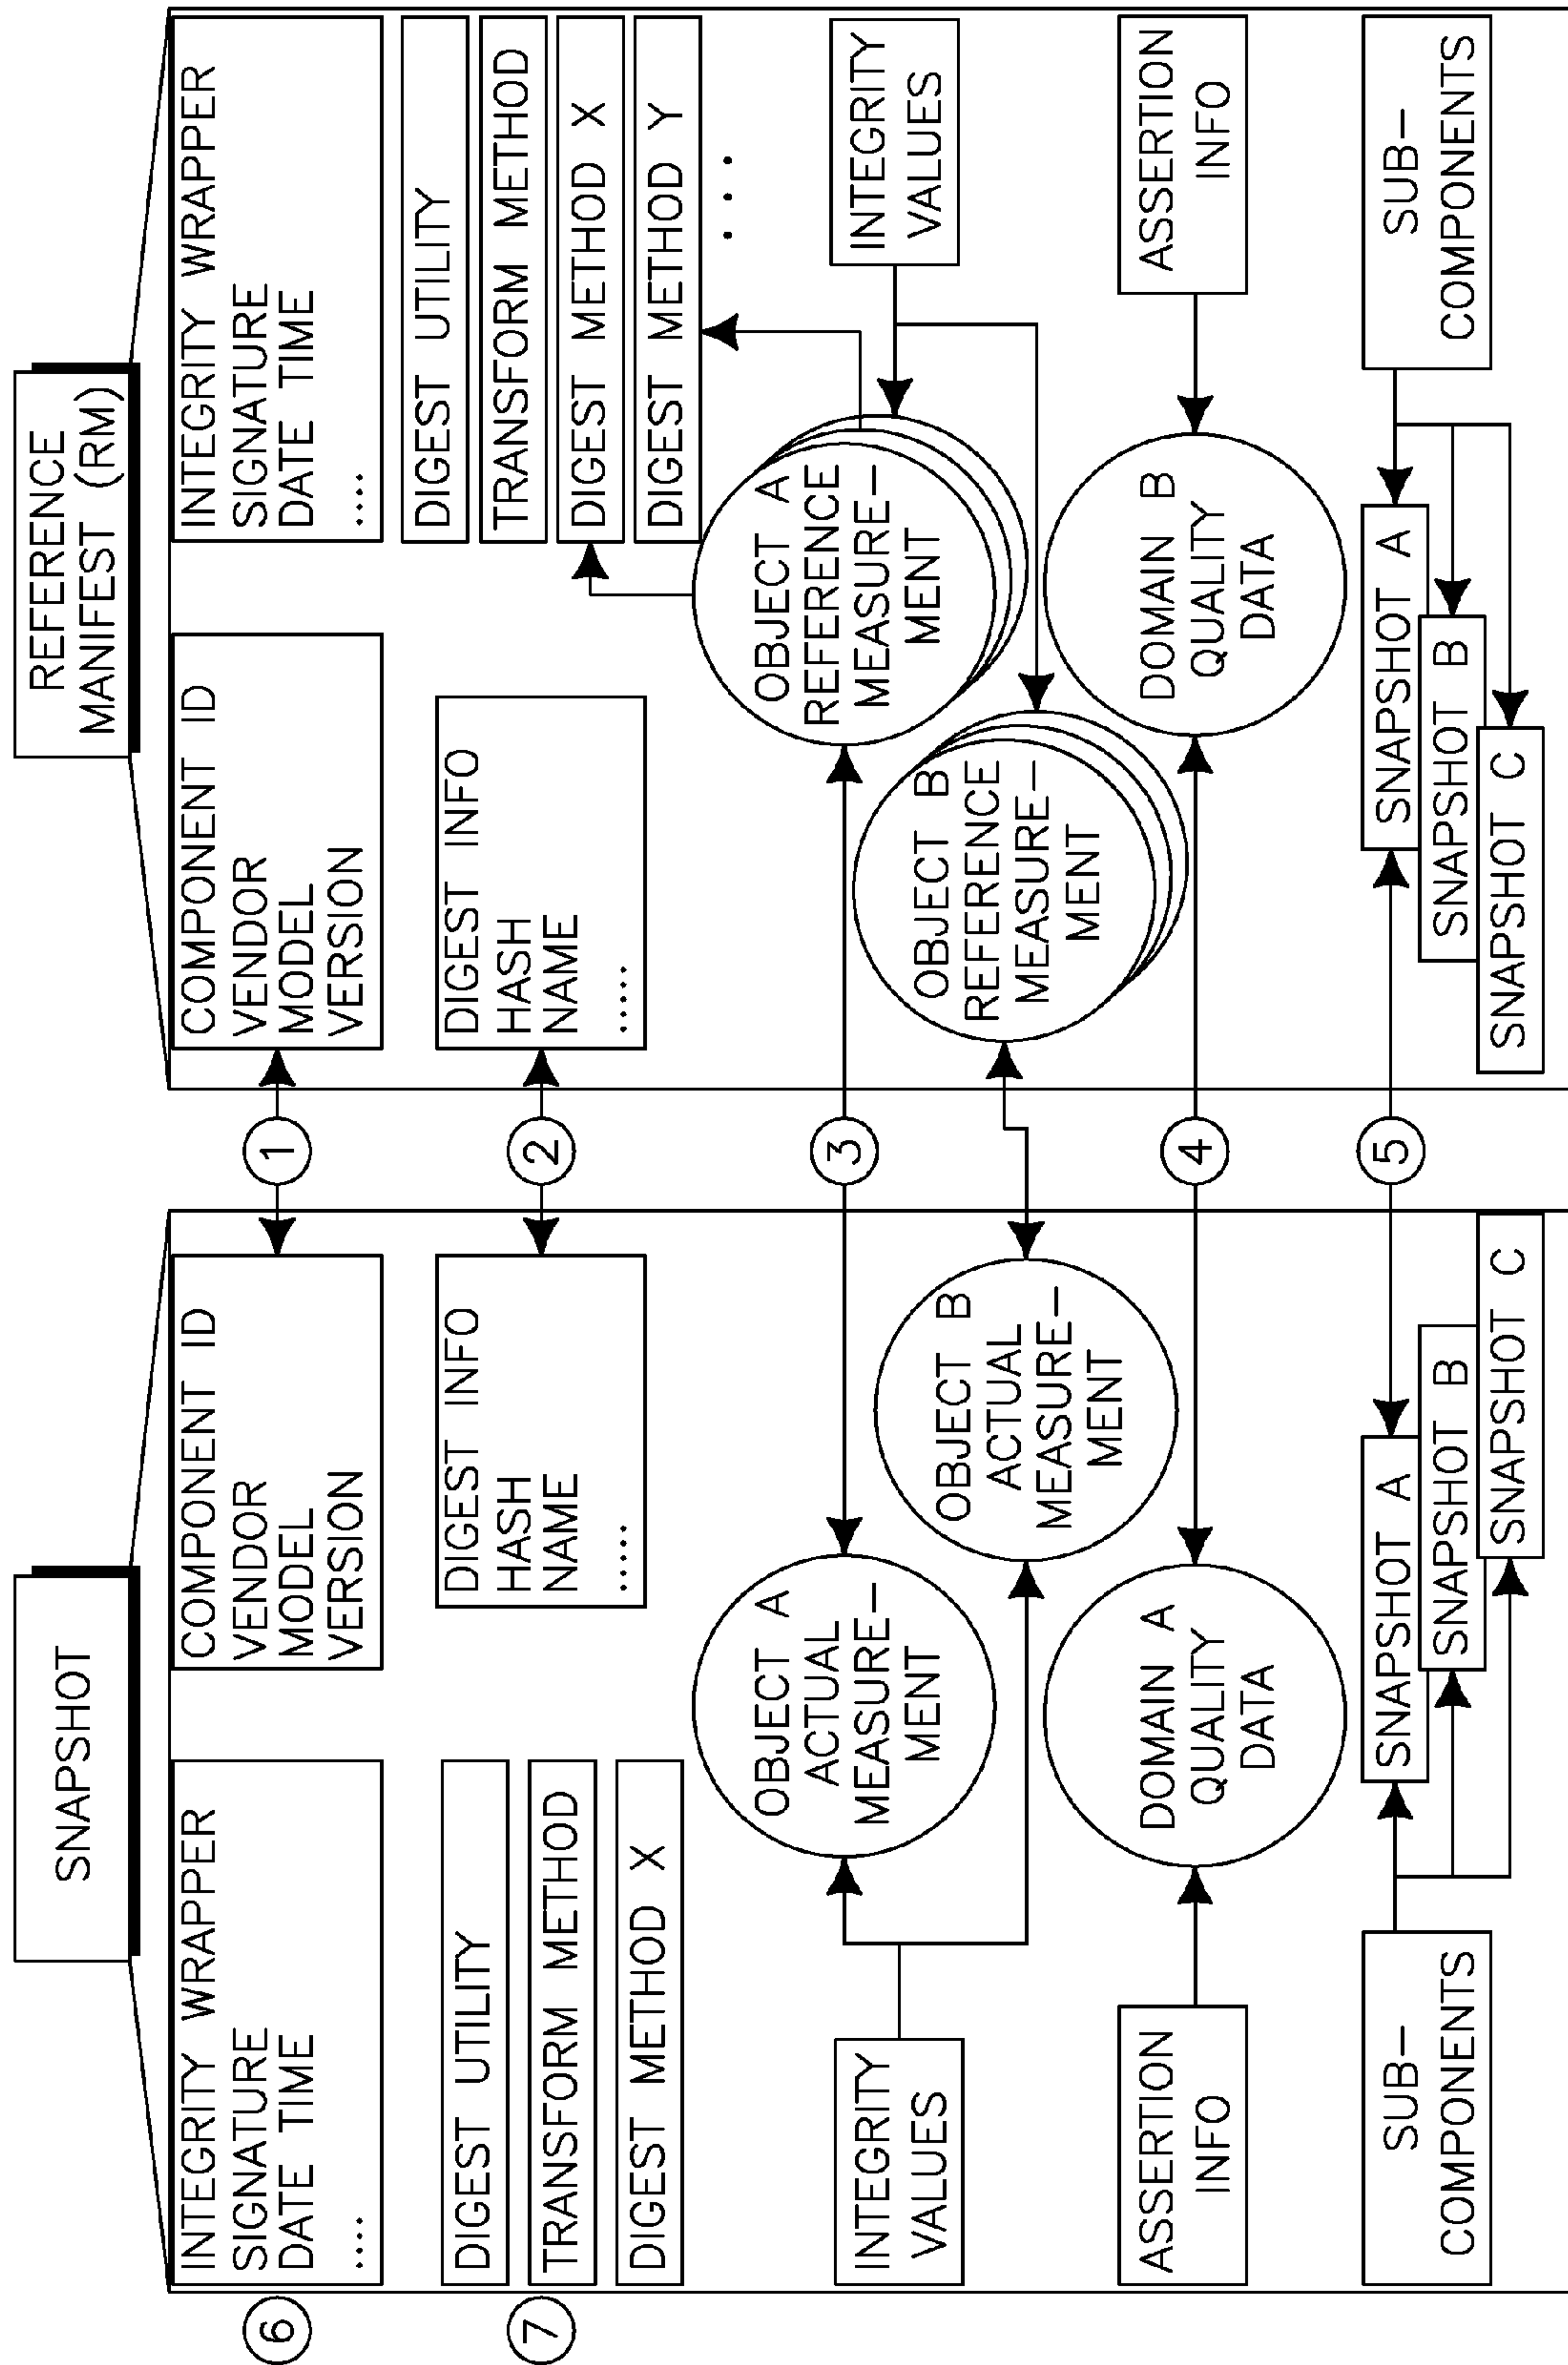 SNAPSHOT
INTEGRITY WRAPPER
SIGNATURE
DATE TIME
....
COMPONENT ID
VENDOR
MODEL
VERSION
6
1
DIGEST UTILITY
TRANSFORM METHOD
DIGEST METHOD X
DIGEST INFO
HASH
NAME
.....
7
2
INTEGRITY
VALUES
OBJECT A
ACTUAL
MEASURE-
MENT
OBJECT B
ACTUAL
MEASURE-
MENT
3
ASSERTION
INFO
DOMAIN A
QUALITY
DATA
4
SUB-
COMPONENTS
SNAPSHOT A
SNAPSHOT B
SNAPSHOT C
5
REFERENCE
MANIFEST (RM)
COMPONENT ID
VENDOR
MODEL
VERSION
INTEGRITY WRAPPER
SIGNATURE
DATE TIME
....
DIGEST INFO
HASH
NAME
.....
DIGEST UTILITY
TRANSFORM METHOD
DIGEST METHOD X
DIGEST METHOD Y
...
OBJECT A
REFERENCE
MEASURE-
MENT
OBJECT B
REFERENCE
MEASURE-
MENT
INTEGRITY
VALUES
DOMAIN B
QUALITY
DATA
ASSERTION
INFO
SNAPSHOT A
SNAPSHOT B
SNAPSHOT C
SUB-
COMPONENTS